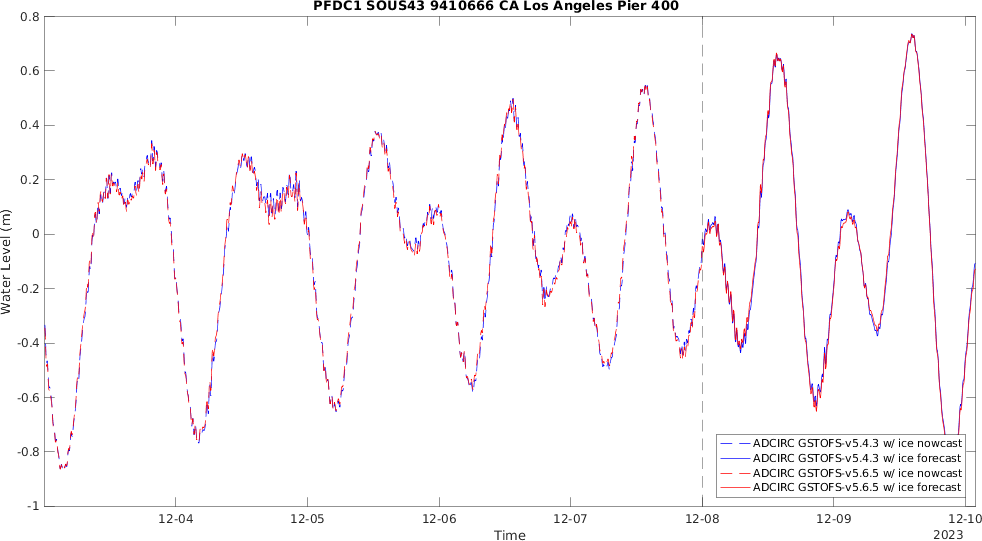 PFDC1 SOUS43 9410666 CA Los Angeles Pier 400
0.8
0.6
0.4
0.2
0
-0.2
-0.4
-0.6
-0.8
-1
Water Level (m)
ADCIRC GSTOFS-v5.4.3 w/ ice nowcast
ADCIRC GSTOFS-v5.4.3 w/ ice forecast
ADCIRC GSTOFS-v5.6.5 w/ ice nowcast
ADCIRC GSTOFS-v5.6.5 w/ ice forecast
12-04 12-05 12-06 12-07 12-08 12-09 12-10
Time
2023